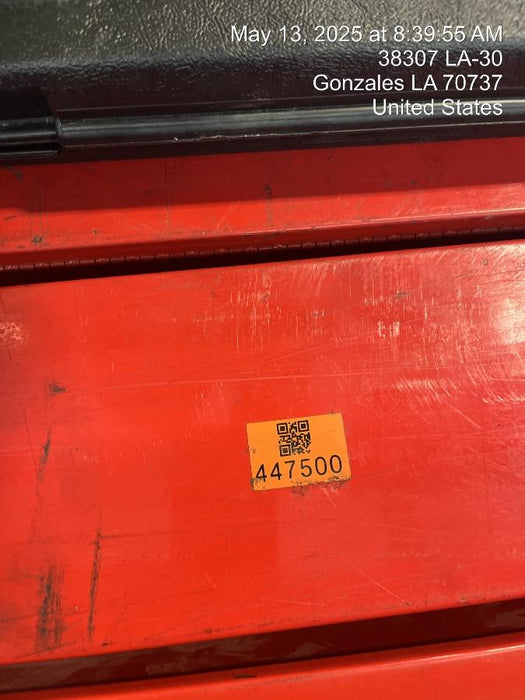 May 13, 2025 at 8:39:55 AM
38307 LA-30
Gonzales LA 70737
United States
447500